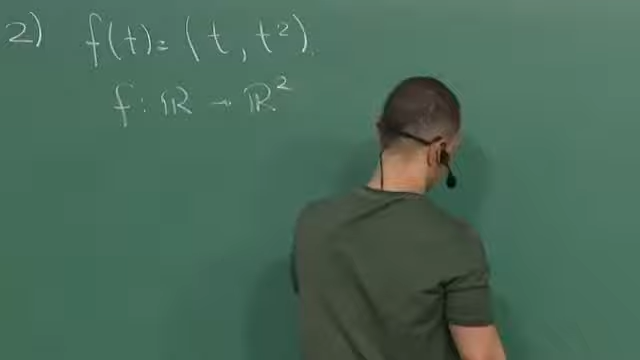 2) f(t) = (t, t²).
f: ℝ → ℝ²